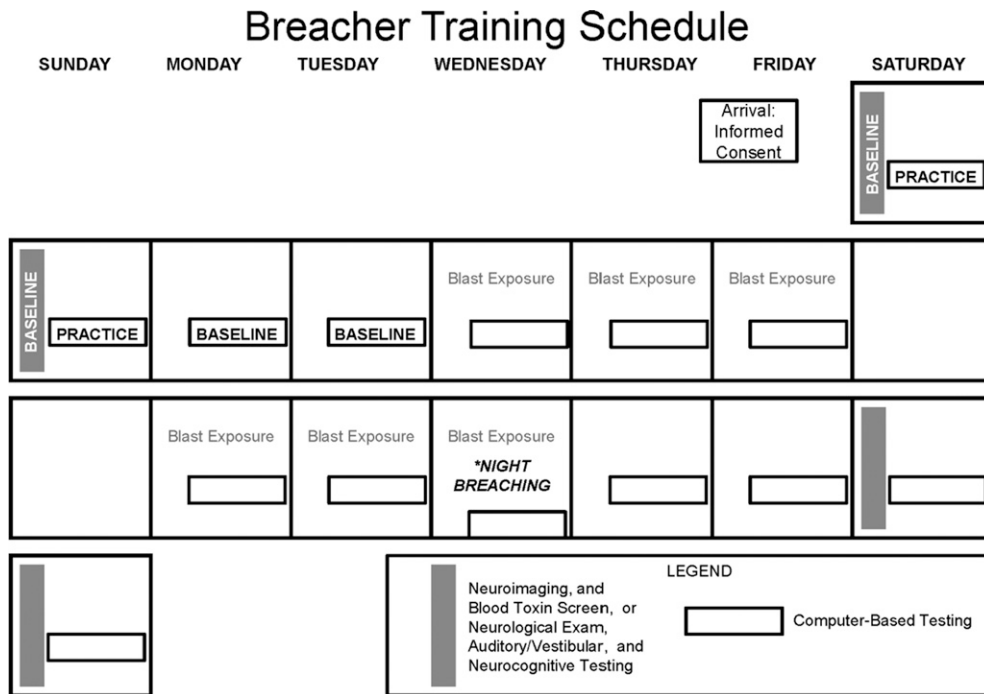 Breacher Training Schedule
SUNDAY MONDAY TUESDAY WEDNESDAY THURSDAY FRIDAY SATURDAY
Arrival:
Informed
Consent
BASELINE
PRACTICE
BASELINE
PRACTICE
BASELINE
BASELINE
Blast Exposure
Blast Exposure
Blast Exposure
Blast Exposure
Blast Exposure
Blast Exposure
*NIGHT
BREACHING
LEGEND
Neuroimaging, and
Blood Toxin Screen, or
Neurological Exam,
Auditory/Vestibular, and
Neurocognitive Testing
Computer-Based Testing